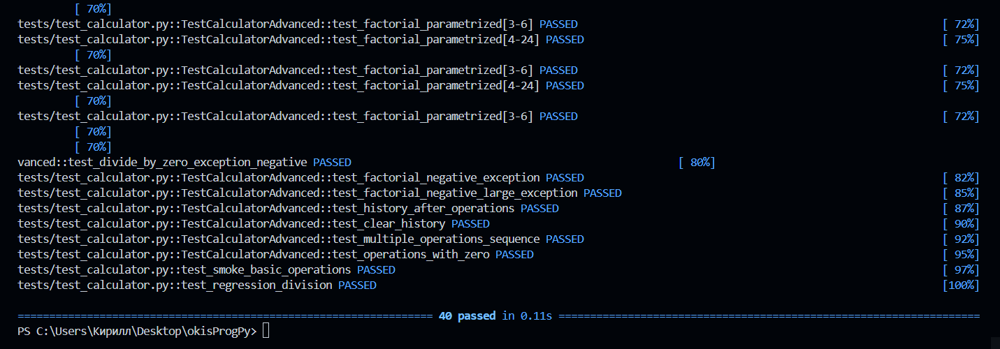 [ 70%]
tests/test_calculator.py::TestCalculatorAdvanced::test_factorial_parametrized[3-6] PASSED [ 72%]
tests/test_calculator.py::TestCalculatorAdvanced::test_factorial_parametrized[4-24] PASSED [ 75%]
[ 70%]
tests/test_calculator.py::TestCalculatorAdvanced::test_factorial_parametrized[3-6] PASSED [ 72%]
tests/test_calculator.py::TestCalculatorAdvanced::test_factorial_parametrized[4-24] PASSED [ 75%]
[ 70%]
tests/test_calculator.py::TestCalculatorAdvanced::test_factorial_parametrized[3-6] PASSED [ 72%]
[ 70%]
[ 70%]
vanced::test_divide_by_zero_exception_negative PASSED [ 80%]
tests/test_calculator.py::TestCalculatorAdvanced::test_factorial_negative_exception PASSED [ 82%]
tests/test_calculator.py::TestCalculatorAdvanced::test_factorial_negative_large_exception PASSED [ 85%]
tests/test_calculator.py::TestCalculatorAdvanced::test_history_after_operations PASSED [ 87%]
tests/test_calculator.py::TestCalculatorAdvanced::test_clear_history PASSED [ 90%]
tests/test_calculator.py::TestCalculatorAdvanced::test_multiple_operations_sequence PASSED [ 92%]
tests/test_calculator.py::TestCalculatorAdvanced::test_operations_with_zero PASSED [ 95%]
tests/test_calculator.py::test_smoke_basic_operations PASSED [ 97%]
tests/test_calculator.py::test_regression_division PASSED [100%]
================================================================== 40 passed in 0.11s ===================================================================
PS C:\Users\Кирилл\Desktop\okisProgPy>